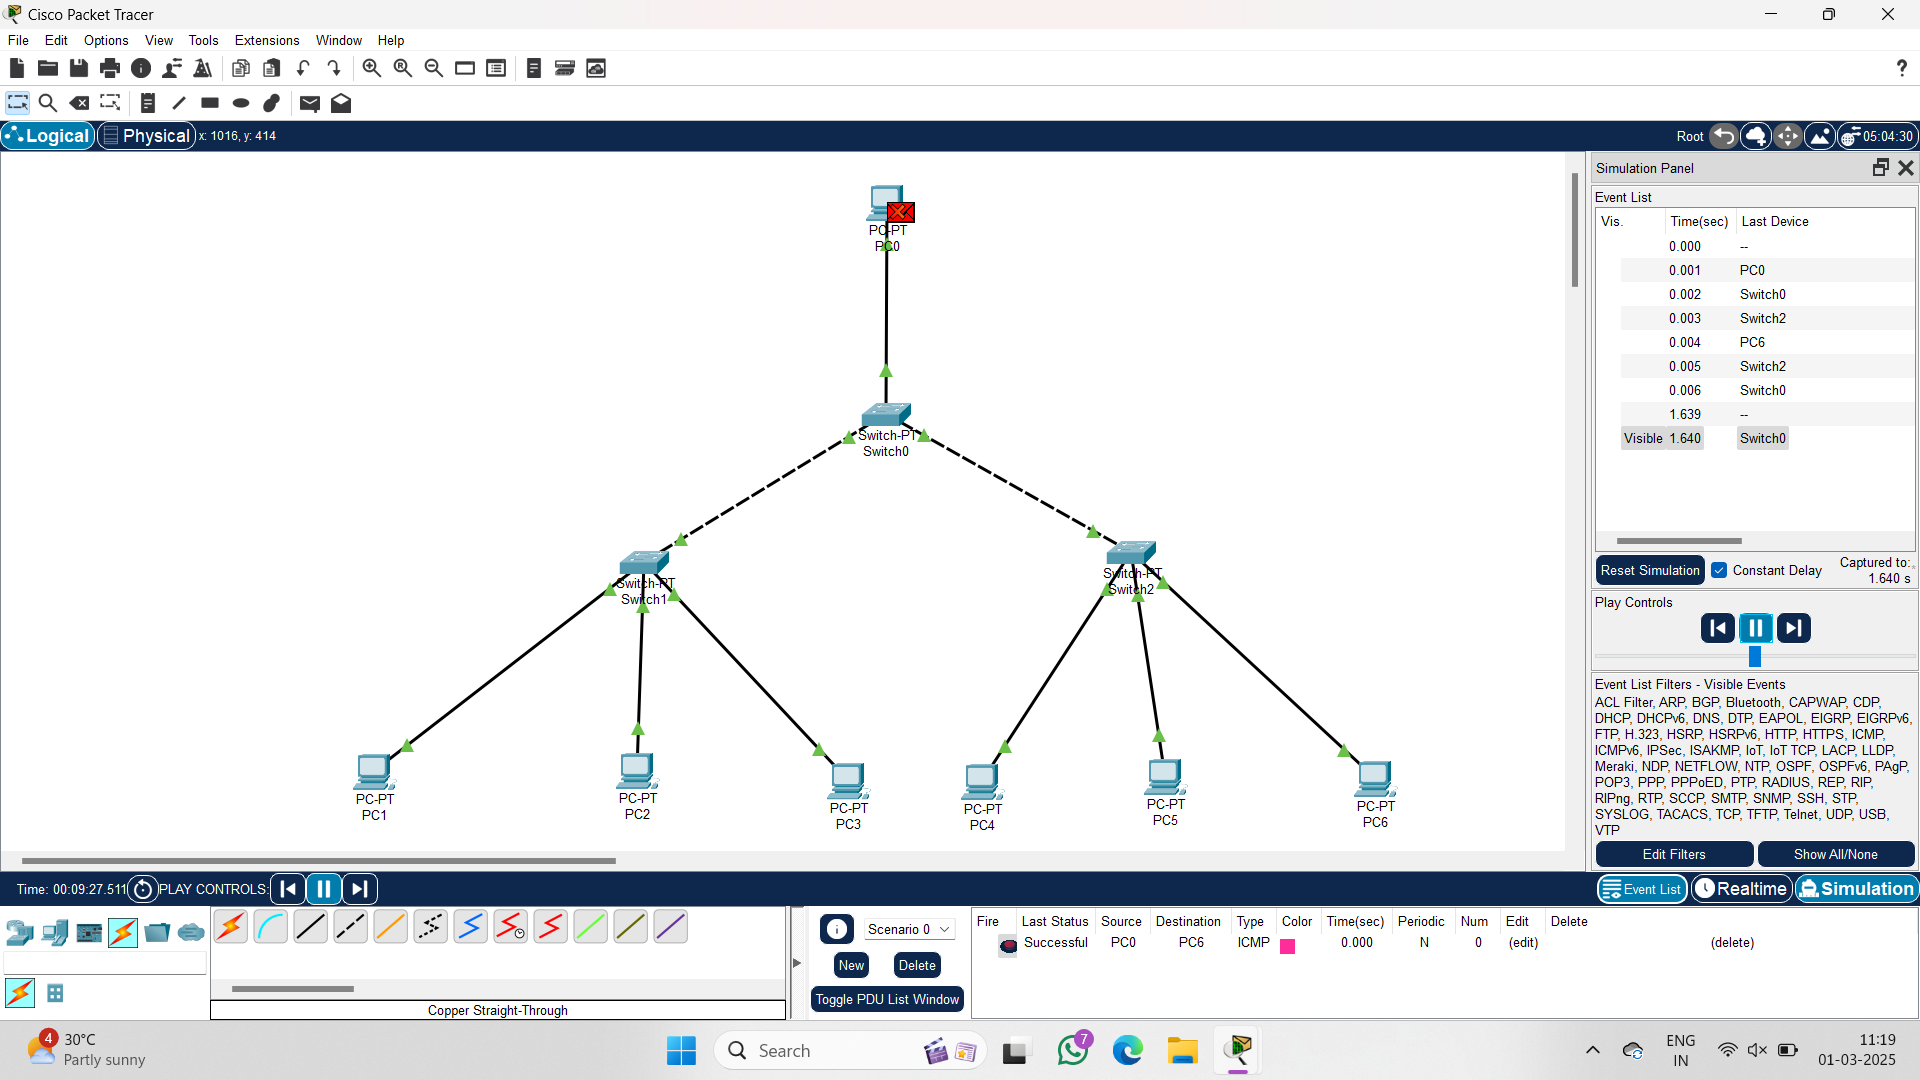 Cisco Packet Tracer
File Edit Options View Tools Extensions Window Help
?
Logical Physical x: 1016, y: 414 Root 05:04:30
Simulation Panel
Event List
Vis. Time(sec) Last Device
0.000 --
0.001 PC0
0.002 Switch0
0.003 Switch2
0.004 PC6
0.005 Switch2
0.006 Switch0
1.639 --
Visible 1.640 Switch0
Reset Simulation Constant Delay Captured to:
1.640 s
Play Controls
Event List Filters - Visible Events
ACL Filter, ARP, BGP, Bluetooth, CAPWAP, CDP,
DHCP, DHCPv6, DNS, DTP, EAPOL, EIGRP, EIGRPv6,
FTP, H.323, HSRP, HSRPv6, HTTP, HTTPS, ICMP,
ICMPv6, IPSec, ISAKMP, IoT, IoT TCP, LACP, LLDP,
Meraki, NDP, NETFLOW, NTP, OSPF, OSPFv6, PAgP,
POP3, PPP, PPPoED, PTP, RADIUS, REP, RIP,
RIPng, RTP, SCCP, SMTP, SNMP, SSH, STP,
SYSLOG, TACACS, TCP, TFTP, Telnet, UDP, USB,
VTP
Edit Filters Show All/None
PC-PT
PC0
Switch-PT
Switch0
Switch-PT
Switch1
Switch-PT
Switch2
PC-PT
PC1
PC-PT
PC2
PC-PT
PC3
PC-PT
PC4
PC-PT
PC5
PC-PT
PC6
Time: 00:09:27.511 PLAY CONTROLS: Event List Realtime Simulation
Scenario 0
New Delete
Toggle PDU List Window
Fire Last Status Source Destination Type Color Time(sec) Periodic Num Edit Delete
Successful PC0 PC6 ICMP 0.000 N 0 (edit) (delete)
Copper Straight-Through
4
30°C
Partly sunny
Search
7
ENG
IN
11:19
01-03-2025